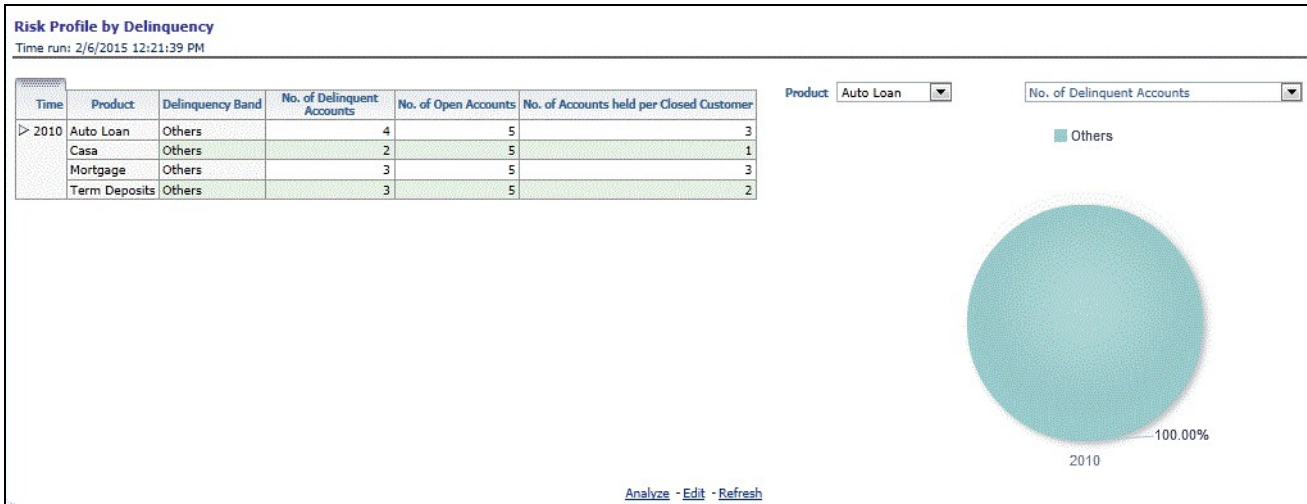 Risk Profile by Delinquency
Time run: 2/6/2015 12:21:39 PM
Time Product Delinquency Band No. of Delinquent Accounts No. of Open Accounts No. of Accounts held per Closed Customer
2010 Auto Loan Others 4 5 3
Casa Others 2 5 1
Mortgage Others 3 5 3
Term Deposits Others 3 5 2
Product Auto Loan No. of Delinquent Accounts
Others
100.00%
2010
Analyze - Edit - Refresh